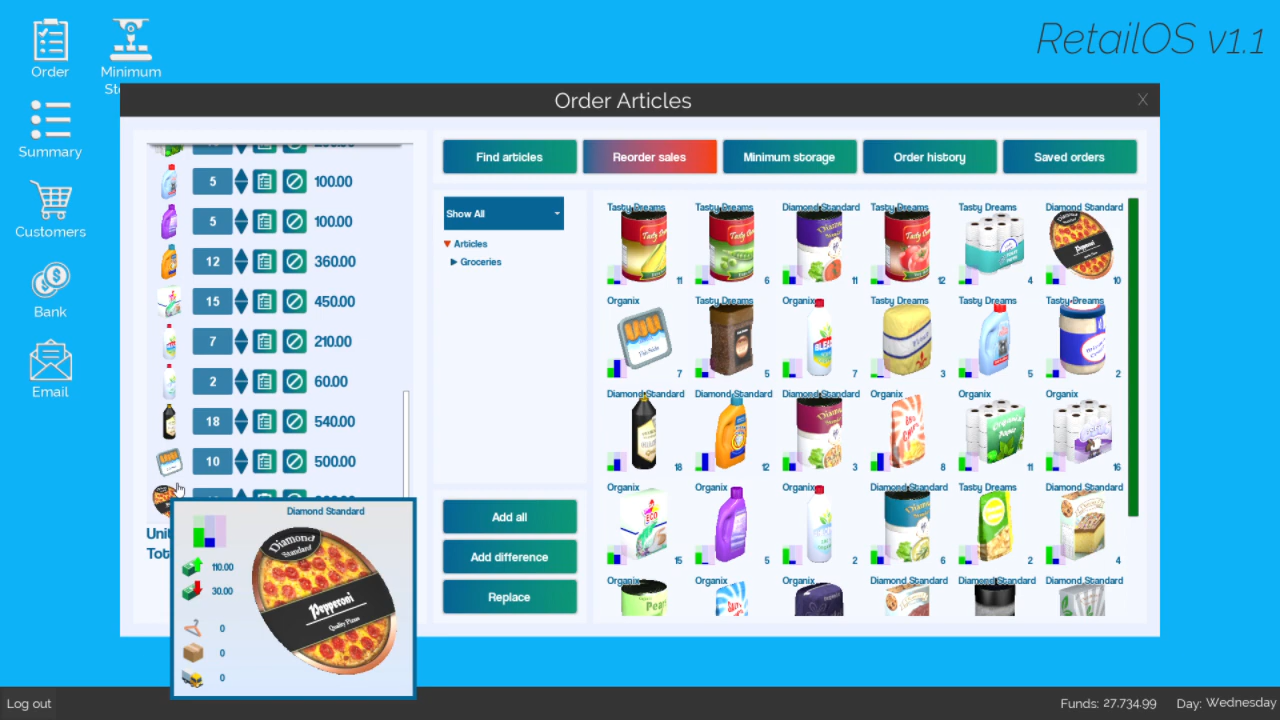 RetailOS v1.1
Order
Minimum
Summary
Customers
Bank
Email
Order Articles
X
Find articles
Reorder sales
Minimum storage
Order history
Saved orders
5 100.00
5 100.00
12 360.00
15 450.00
7 210.00
2 60.00
18 540.00
10 500.00
Show All
Articles
Groceries
Add all
Add difference
Replace
Tasty Dreams Tasty Dreams Diamond Standard Tasty Dreams Tasty Dreams Diamond Standard
11 6 11 12 4 10
Organix Tasty Dreams Organix Tasty Dreams Tasty Dreams Tasty Dreams
7 5 7 3 5 2
Diamond Standard Diamond Standard Diamond Standard Organix Organix Organix
18 12 3 8 11 16
Organix Organix Organix Diamond Standard Tasty Dreams Diamond Standard
15 5 2 6 2 4
Organix Organix Organix Diamond Standard Diamond Standard Diamond Standard
Diamond Standard
110.00
30.00
0
0
0
Diamond
Standard
Pepperoni
Quality Pizza
Log out
Funds: 27,734.99
Day: Wednesday